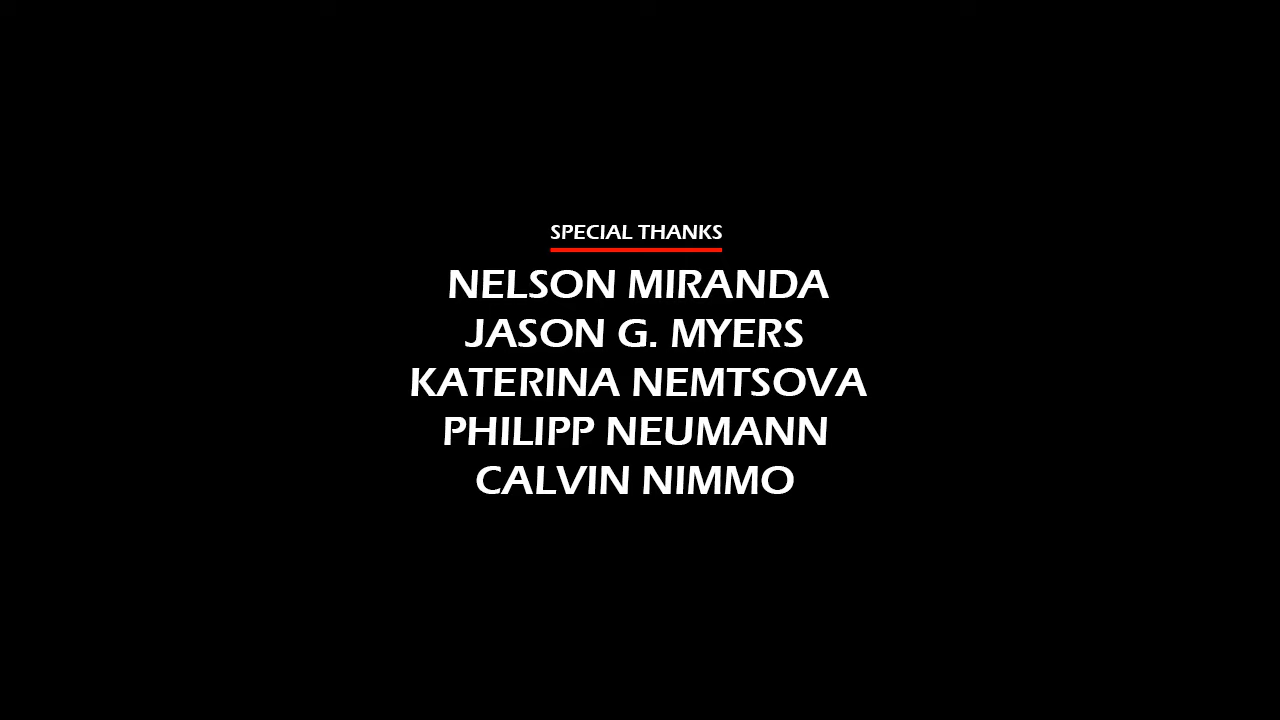 SPECIAL THANKS
NELSON MIRANDA
JASON G. MYERS
KATERINA NEMTSOVA
PHILIPP NEUMANN
CALVIN NIMMO